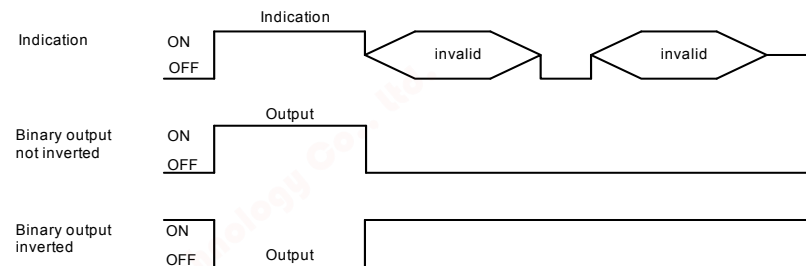 Indication
Indication
ON
OFF
invalid
invalid
Binary output
not inverted
ON
OFF
Output
Binary output
inverted
ON
OFF
Output